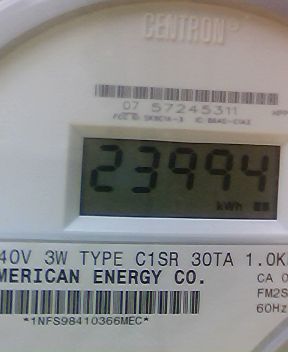 CENTRON®
07 57245311
23994
kWh
40V 3W TYPE C1SR 30TA 1.0K
MERICAN ENERGY CO.
CA 0
FM2S
60Hz
*1NFS98410366MEC*